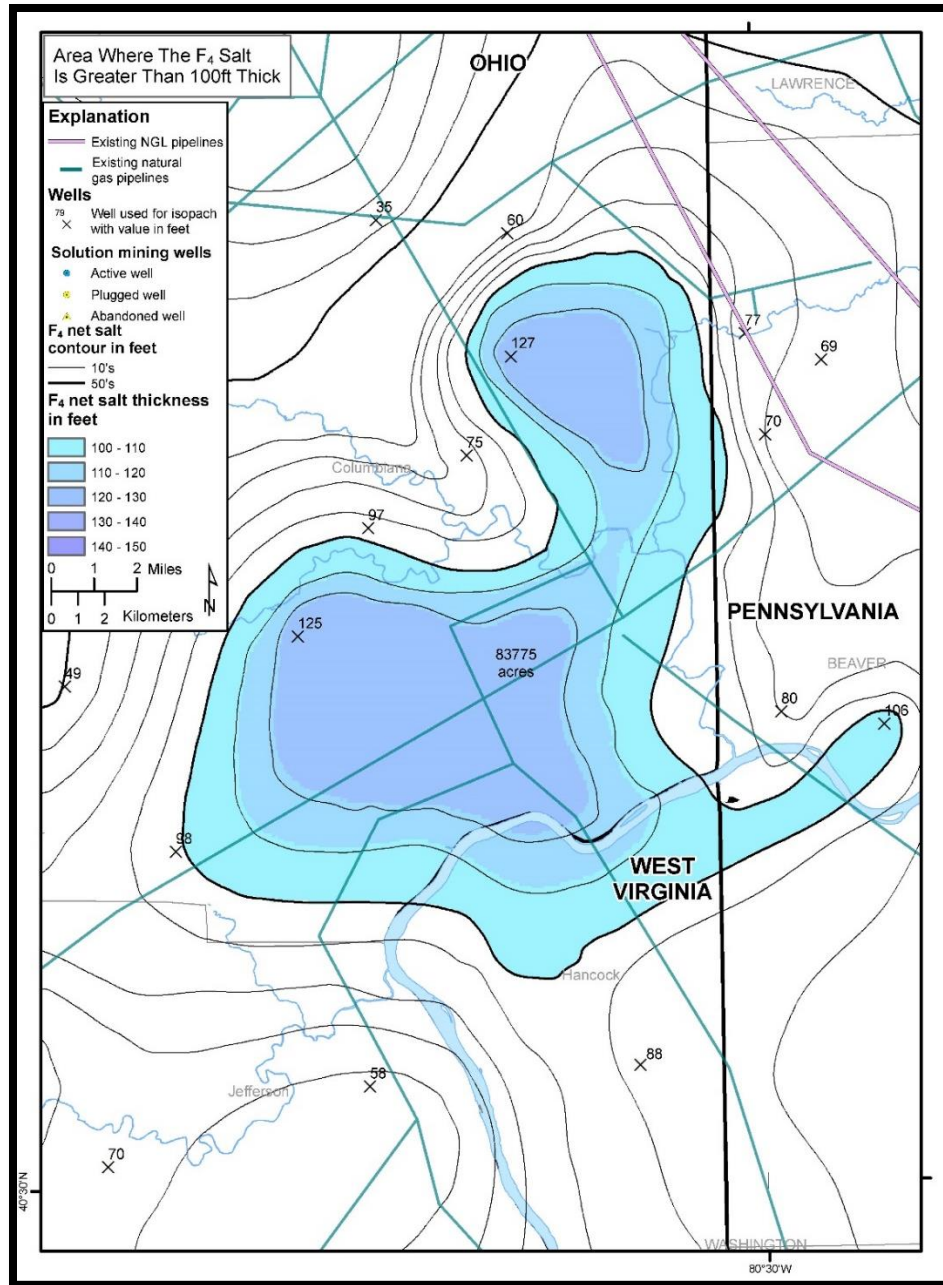 Area Where The F₄ Salt
Is Greater Than 100ft Thick
OHIO
LAWRENCE
Explanation
Existing NGL pipelines
Existing natural
gas pipelines
Wells
79
Well used for isopach
with value in feet
Solution mining wells
Active well
Plugged well
Abandoned well
F₄ net salt
contour in feet
10's
50's
F₄ net salt thickness
in feet
100 - 110
110 - 120
120 - 130
130 - 140
140 - 150
0 1 2 Miles
0 1 2 Kilometers
N
35
60
77
127
69
70
75
Columbiana
97
PENNSYLVANIA
125
83775
acres
BEAVER
49
80
106
98
WEST
VIRGINIA
Hancock
88
58
Jefferson
70
40°30'N
WASHINGTON
80°30'W